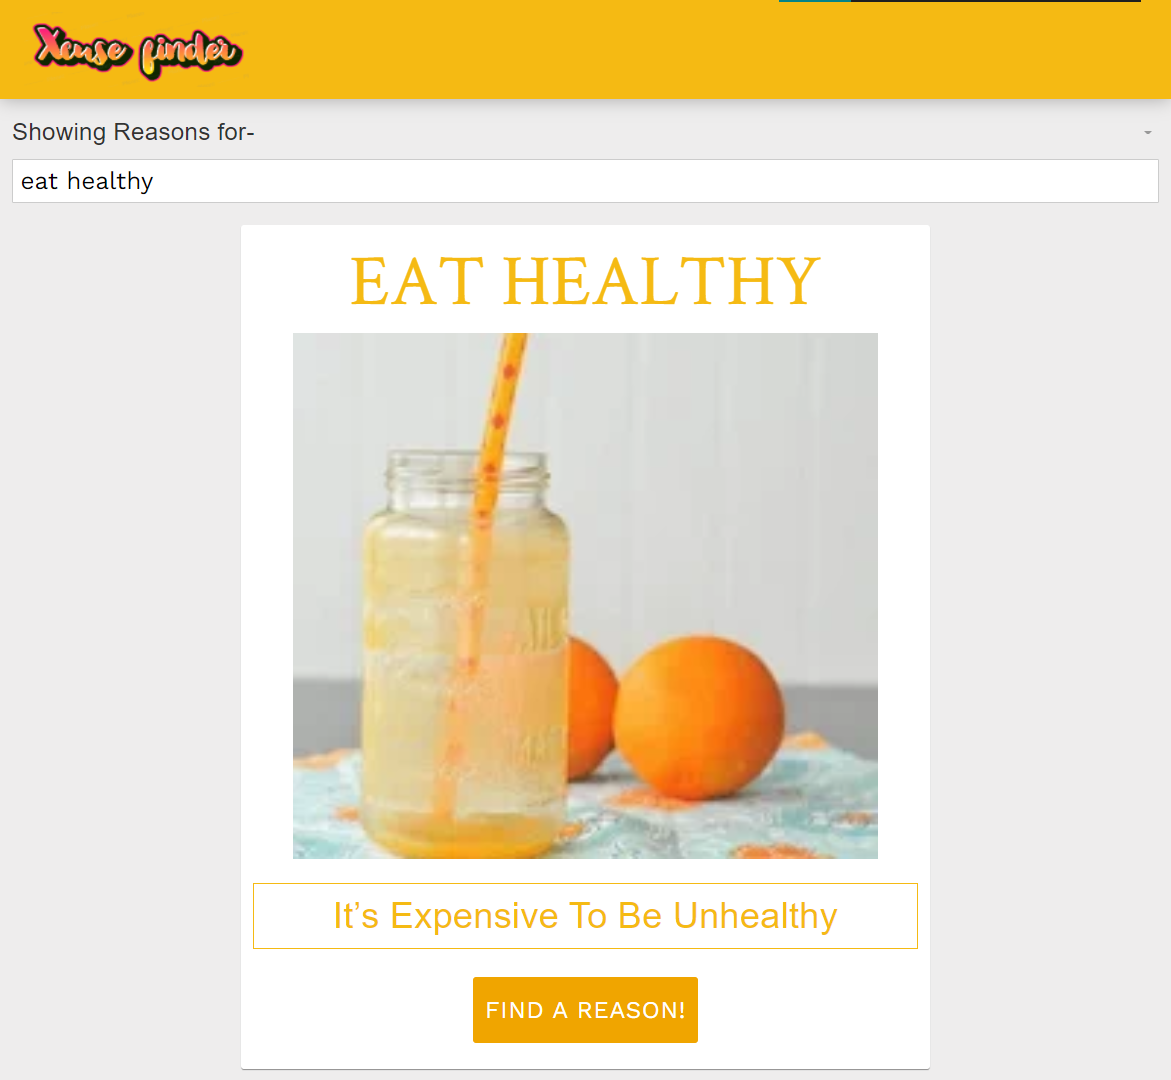 Xcuse finder
Showing Reasons for-
eat healthy
EAT HEALTHY
It’s Expensive To Be Unhealthy
FIND A REASON!